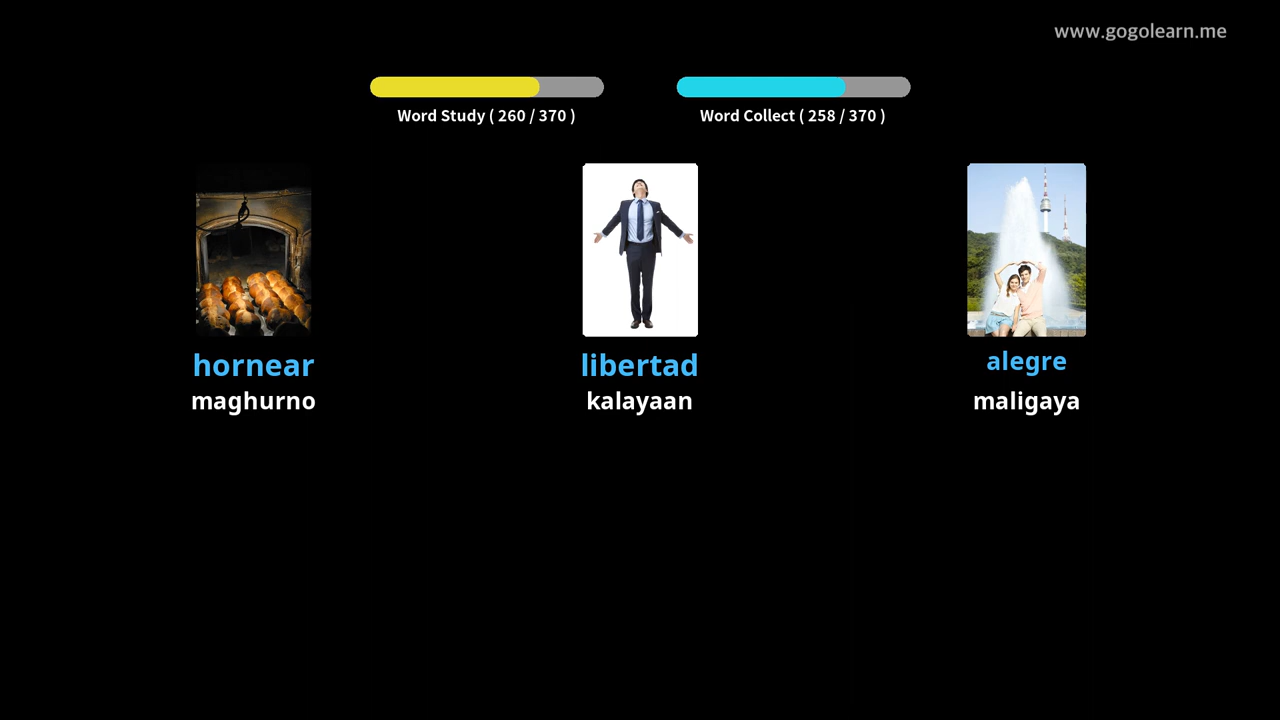 www.gogolearn.me
Word Study ( 260 / 370 )
Word Collect ( 258 / 370 )
hornear
maghurno
libertad
kalayaan
alegre
maligaya